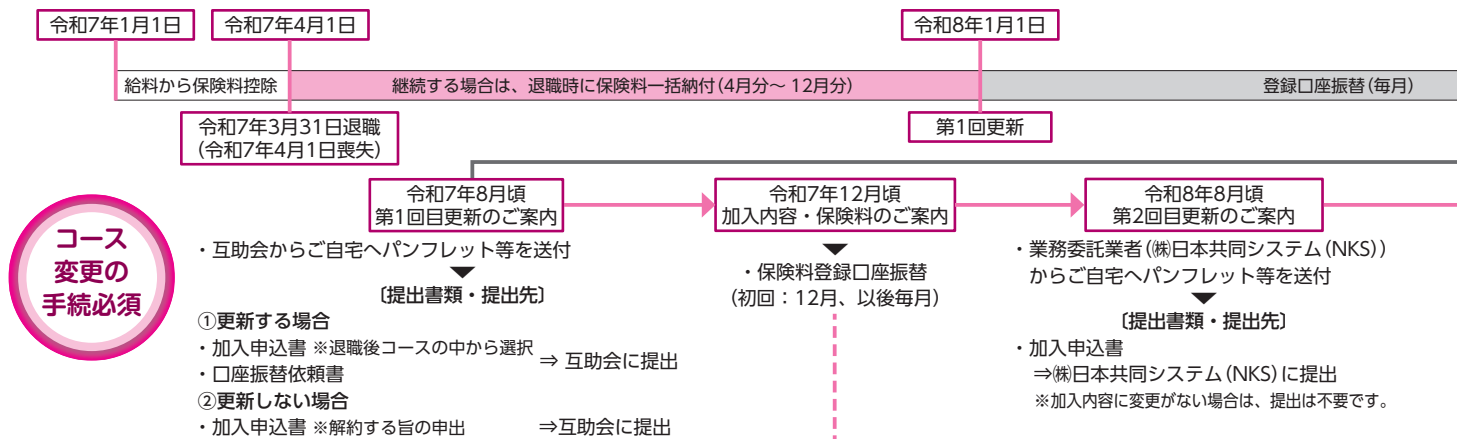 令和7年1月1日
令和7年4月1日
令和8年1月1日
給料から保険料控除
継続する場合は、退職時に保険料一括納付(4月分～12月分)
登録口座振替(毎月)
令和7年3月31日退職
(令和7年4月1日喪失)
第1回更新
コース
変更の
手続必須
令和7年8月頃
第1回目更新のご案内
・互助会からご自宅へパンフレット等を送付
〔提出書類・提出先〕
①更新する場合
・加入申込書 ※退職後コースの中から選択
・口座振替依頼書
⇒ 互助会に提出
②更新しない場合
・加入申込書 ※解約する旨の申出 ⇒互助会に提出
令和7年12月頃
加入内容・保険料のご案内
・保険料登録口座振替
(初回：12月、以後毎月)
令和8年8月頃
第2回目更新のご案内
・業務委託業者(㈱日本共同システム(NKS))
からご自宅へパンフレット等を送付
〔提出書類・提出先〕
・加入申込書
⇒㈱日本共同システム(NKS)に提出
※加入内容に変更がない場合は、提出は不要です。